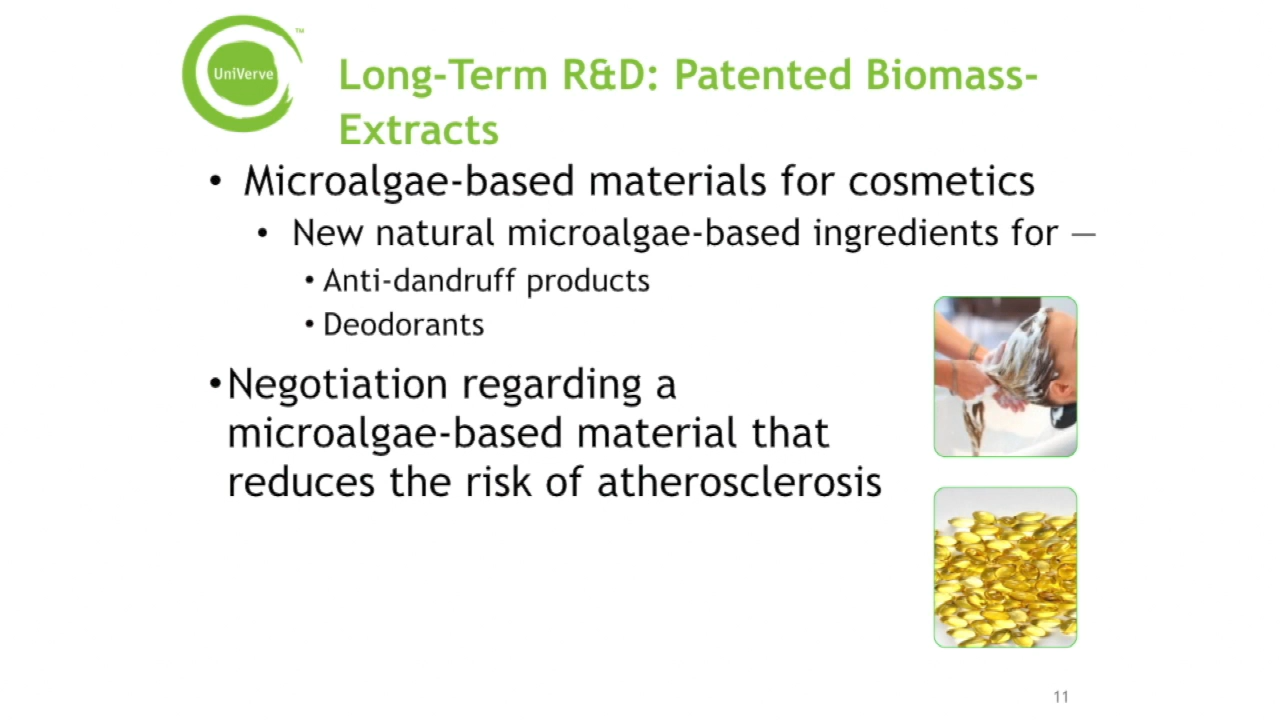 UniVerve
™
Long-Term R&D: Patented Biomass-
Extracts
• Microalgae-based materials for cosmetics
• New natural microalgae-based ingredients for —
• Anti-dandruff products
• Deodorants
• Negotiation regarding a
microalgae-based material that
reduces the risk of atherosclerosis
11